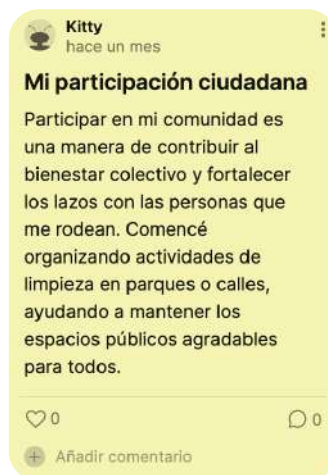 Kitty
hace un mes
Mi participación ciudadana
Participar en mi comunidad es
una manera de contribuir al
bienestar colectivo y fortalecer
los lazos con las personas que
me rodean. Comencé
organizando actividades de
limpieza en parques o calles,
ayudando a mantener los
espacios públicos agradables
para todos.
0
0
Añadir comentario